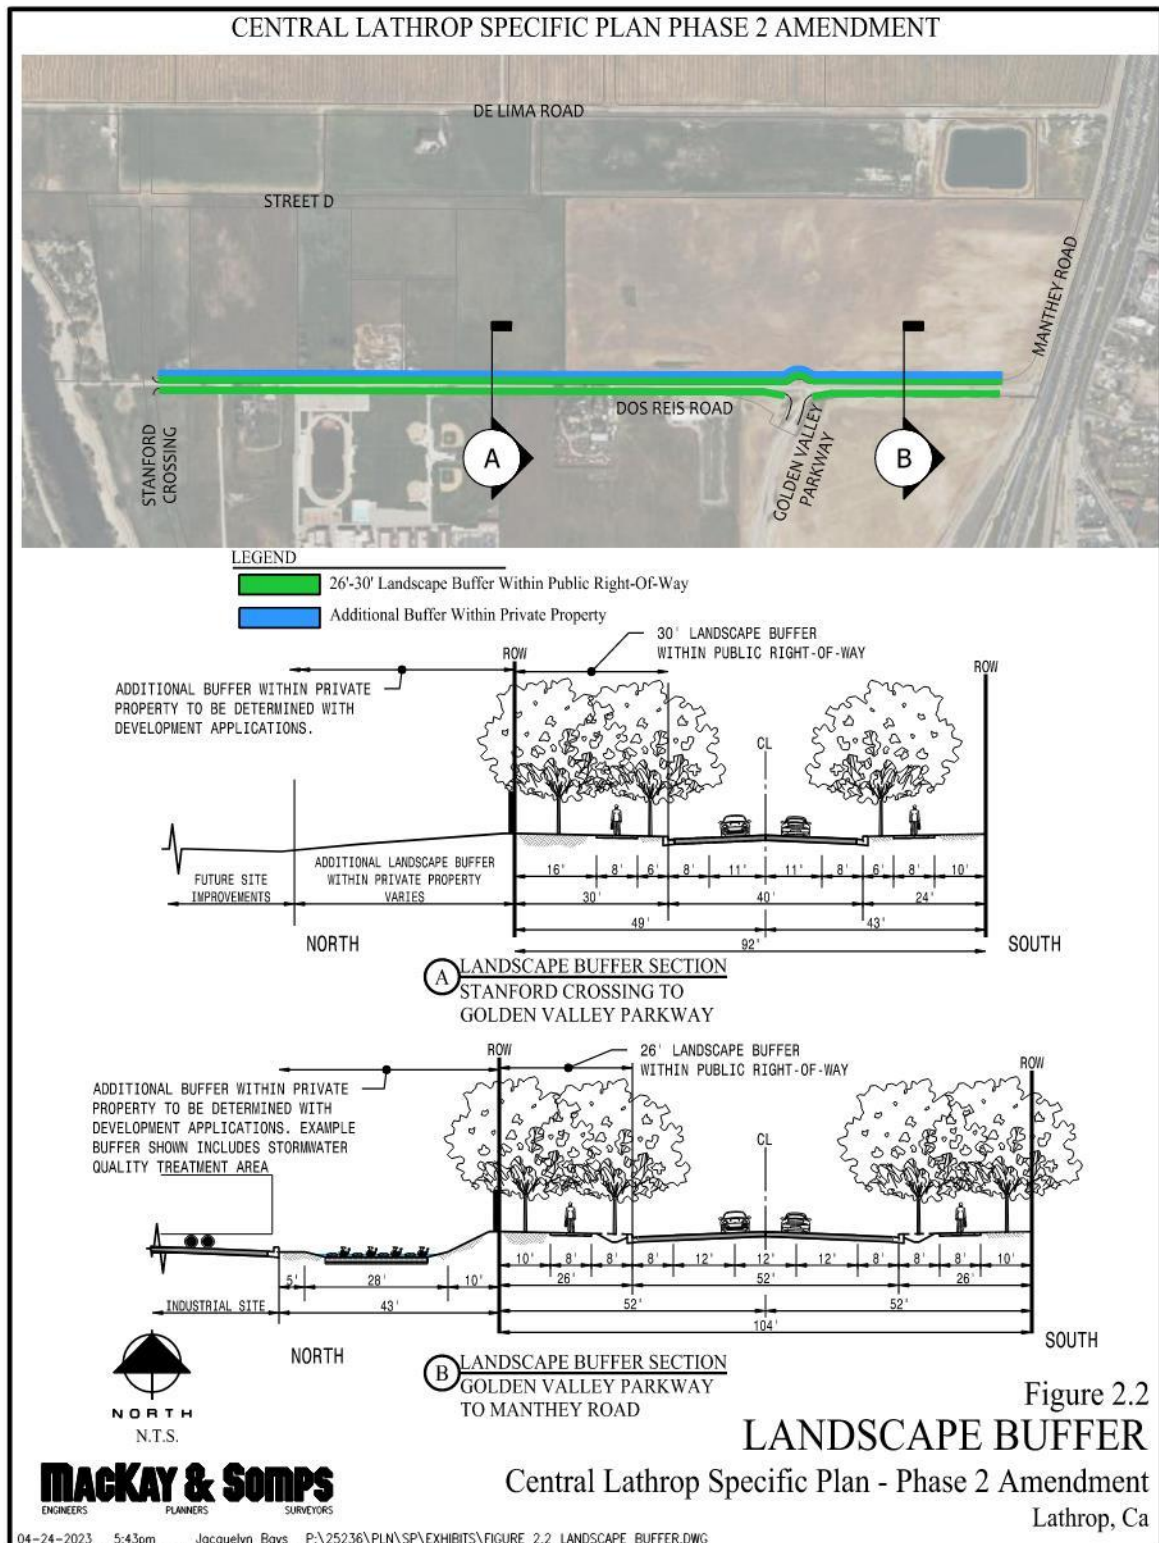 CENTRAL LATHROP SPECIFIC PLAN PHASE 2 AMENDMENT
DE LIMA ROAD
STREET D
MANTHEY ROAD
DOS REIS ROAD
STANFORD
CROSSING
A
GOLDEN VALLEY
PARKWAY
B
LEGEND
26'-30' Landscape Buffer Within Public Right-Of-Way
Additional Buffer Within Private Property
ROW
30' LANDSCAPE BUFFER
WITHIN PUBLIC RIGHT-OF-WAY
ROW
ADDITIONAL BUFFER WITHIN PRIVATE
PROPERTY TO BE DETERMINED WITH
DEVELOPMENT APPLICATIONS.
CL
ADDITIONAL LANDSCAPE BUFFER
WITHIN PRIVATE PROPERTY
VARIES
FUTURE SITE
IMPROVEMENTS
16' 8' 6' 8' 11' 11' 8' 6' 8' 10'
30' 40' 24'
49' 43'
92'
NORTH
SOUTH
A LANDSCAPE BUFFER SECTION
STANFORD CROSSING TO
GOLDEN VALLEY PARKWAY
ROW
26' LANDSCAPE BUFFER
WITHIN PUBLIC RIGHT-OF-WAY
ROW
ADDITIONAL BUFFER WITHIN PRIVATE
PROPERTY TO BE DETERMINED WITH
DEVELOPMENT APPLICATIONS. EXAMPLE
BUFFER SHOWN INCLUDES STORMWATER
QUALITY TREATMENT AREA
CL
10' 8' 8' 8' 12' 12' 12' 8' 8' 8' 10'
5' 28' 10' 26' 52' 26'
INDUSTRIAL SITE 43' 52' 52'
104'
NORTH
SOUTH
B LANDSCAPE BUFFER SECTION
GOLDEN VALLEY PARKWAY
TO MANTHEY ROAD
NORTH
N.T.S.
Figure 2.2
LANDSCAPE BUFFER
Central Lathrop Specific Plan - Phase 2 Amendment
Lathrop, Ca
MACKAY & SOMPS
ENGINEERS PLANNERS SURVEYORS
04-24-2023 5:43pm Jacquelyn Bays P:\25236\PLN\SP\EXHIBITS\FIGURE 2.2 LANDSCAPE BUFFER.DWG